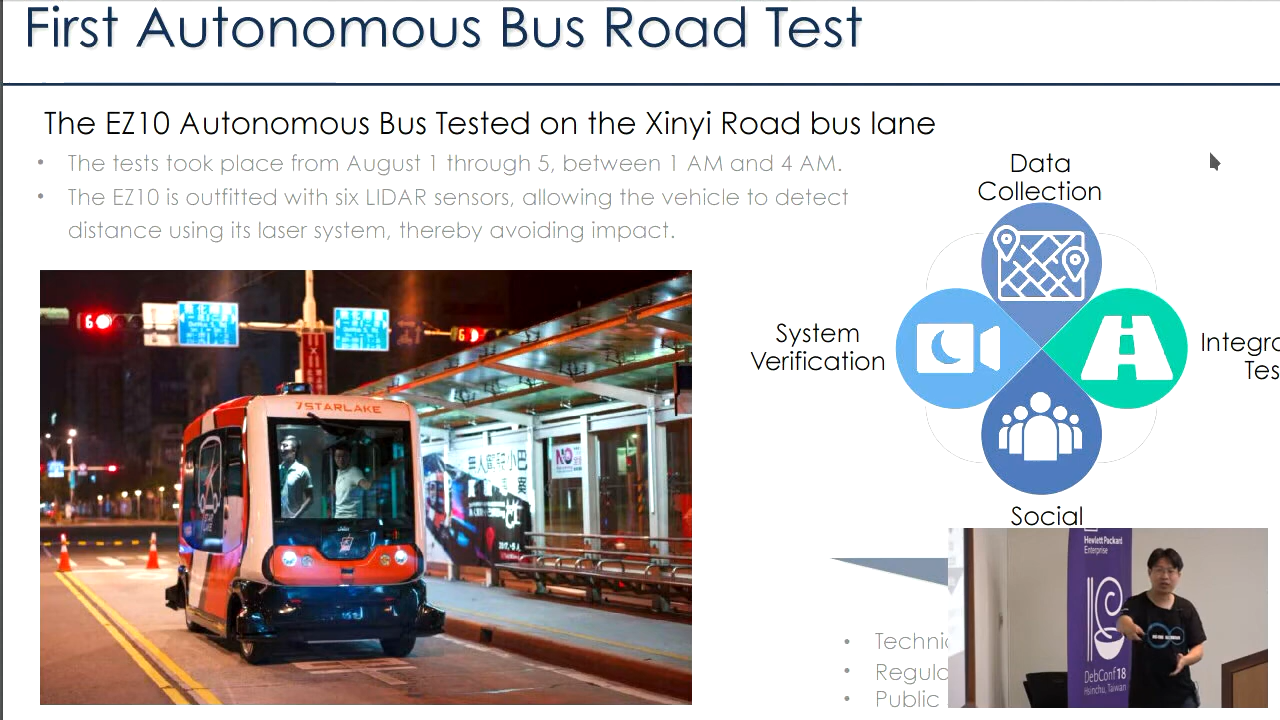 First Autonomous Bus Road Test
The EZ10 Autonomous Bus Tested on the Xinyi Road bus lane
• The tests took place from August 1 through 5, between 1 AM and 4 AM.
• The EZ10 is outfitted with six LIDAR sensors, allowing the vehicle to detect
distance using its laser system, thereby avoiding impact.
Data
Collection
System
Verification
Integra
Tes
Social
7STARLAKE
NO
• Technic
• Regula
• Public
Hewlett Packard
Enterprise
DebConf18
Hsinchu, Taiwan